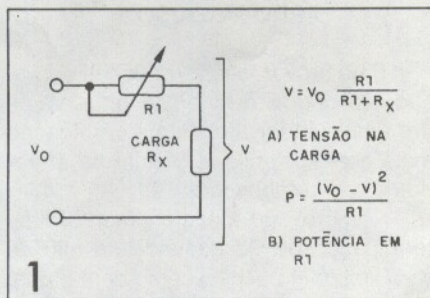 V₀
R1
CARGA
Rₓ
V
V = V₀ R1 / (R1 + Rₓ)
A) TENSÃO NA
CARGA
P = (V₀ - V)² / R1
B) POTÊNCIA EM
R1
1